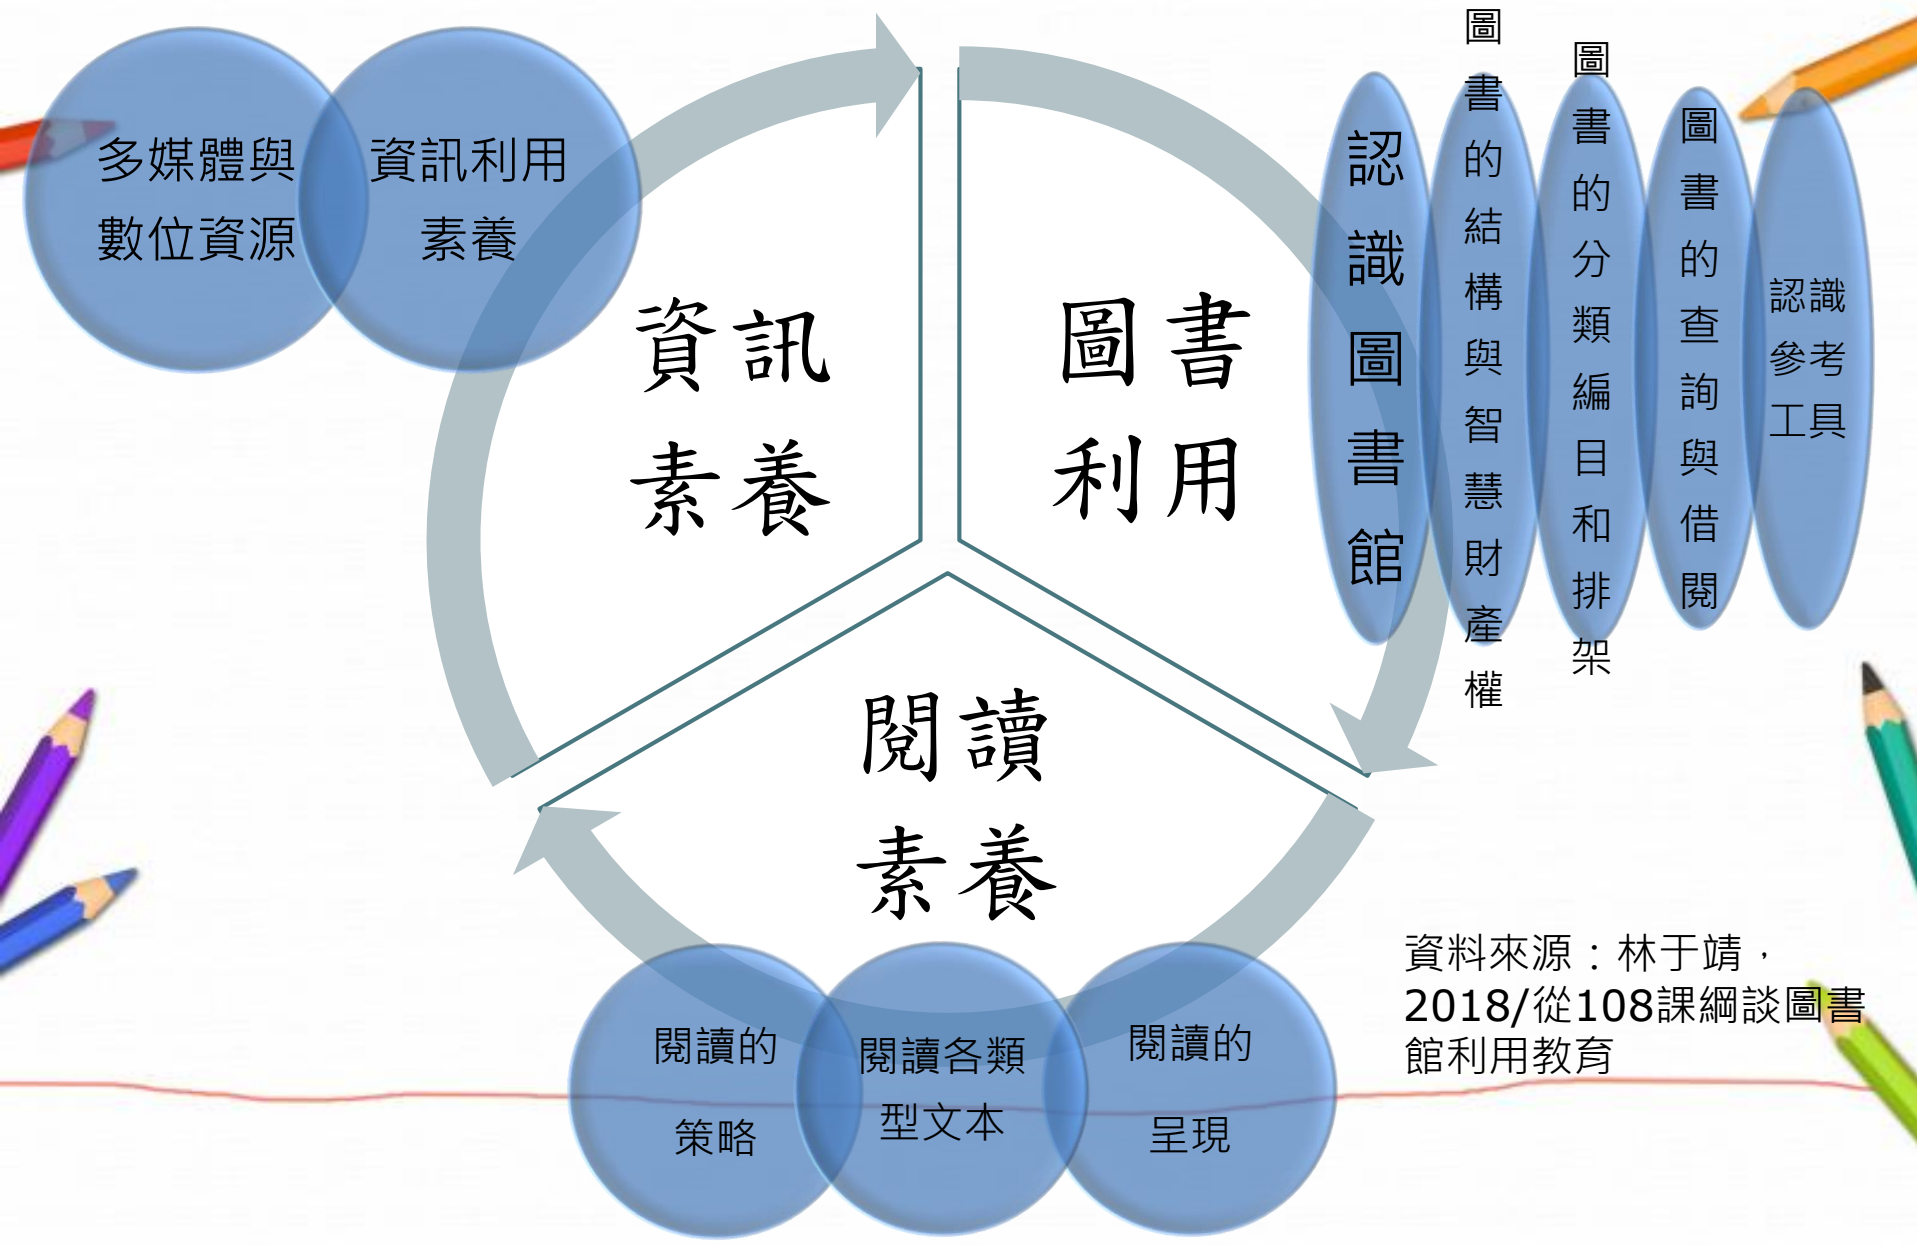 多媒體與
數位資源
資訊利用
素養
資訊
素養
圖書
利用
認識圖書館
圖書的結構與智慧財產權
圖書的分類編目和排架
圖書的查詢與借閱
認識
參考
工具
閱讀
素養
閱讀的
策略
閱讀各類
型文本
閱讀的
呈現
資料來源：林于靖，
2018/從108課綱談圖書
館利用教育